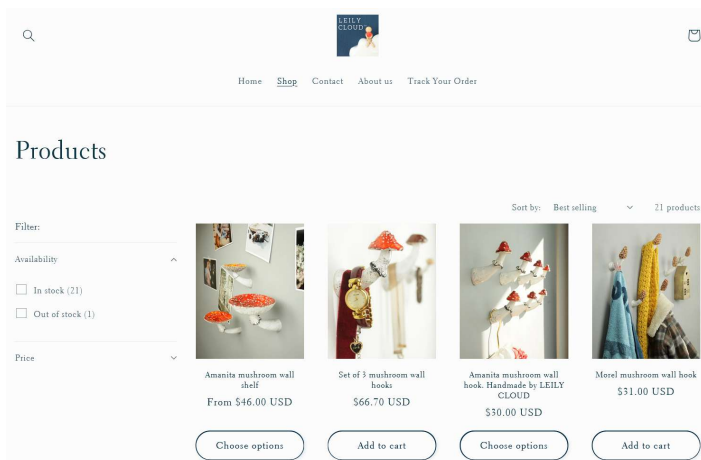 LEILY
CLOUD
Home Shop Contact About us Track Your Order
Products
Sort by: Best selling 21 products
Filter:
Availability
In stock (21)
Out of stock (1)
Price
Amanita mushroom wall
shelf
From $46.00 USD
Choose options
Set of 3 mushroom wall
hooks
$66.70 USD
Add to cart
Amanita mushroom wall
hook. Handmade by LEILY
CLOUD
$30.00 USD
Choose options
Morel mushroom wall hook
$31.00 USD
Add to cart